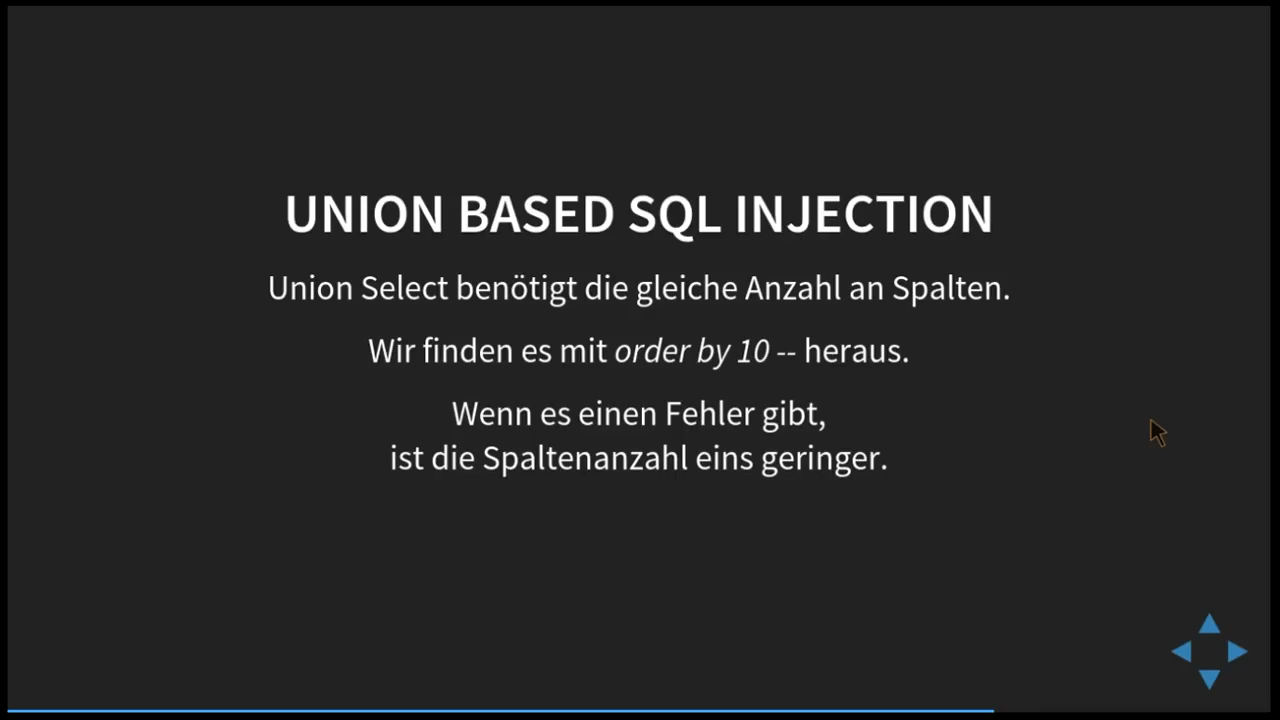 UNION BASED SQL INJECTION
Union Select benötigt die gleiche Anzahl an Spalten.
Wir finden es mit order by 10 -- heraus.
Wenn es einen Fehler gibt,
ist die Spaltenanzahl eins geringer.